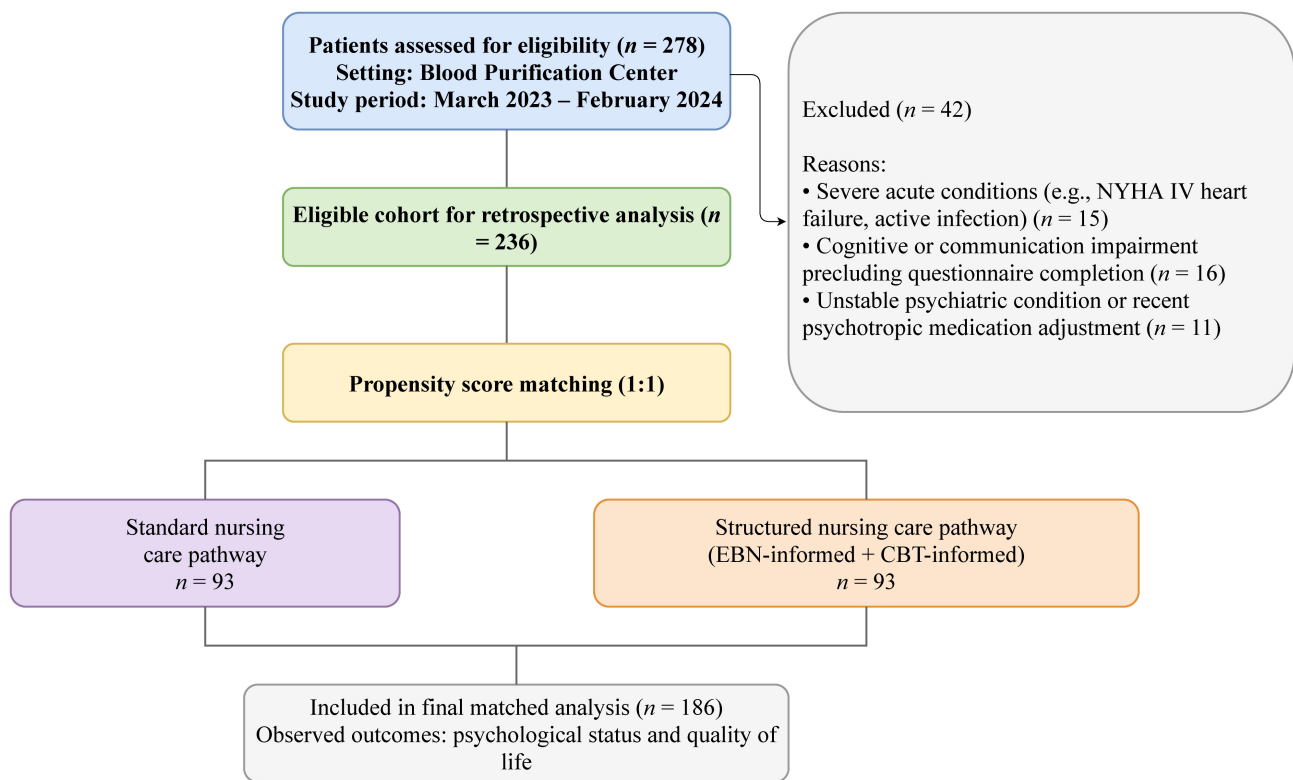 Patients assessed for eligibility (n = 278)
Setting: Blood Purification Center
Study period: March 2023 – February 2024
Excluded (n = 42)
Reasons:
• Severe acute conditions (e.g., NYHA IV heart
failure, active infection) (n = 15)
• Cognitive or communication impairment
precluding questionnaire completion (n = 16)
• Unstable psychiatric condition or recent
psychotropic medication adjustment (n = 11)
Eligible cohort for retrospective analysis (n
= 236)
Propensity score matching (1:1)
Standard nursing
care pathway
n = 93
Structured nursing care pathway
(EBN-informed + CBT-informed)
n = 93
Included in final matched analysis (n = 186)
Observed outcomes: psychological status and quality of
life